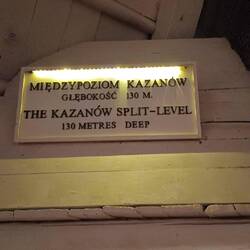 MIĘDZYPOZIOM KAZANÓW
GŁĘBOKOŚĆ 130 M.
THE KAZANÓW SPLIT-LEVEL
130 METRES DEEP